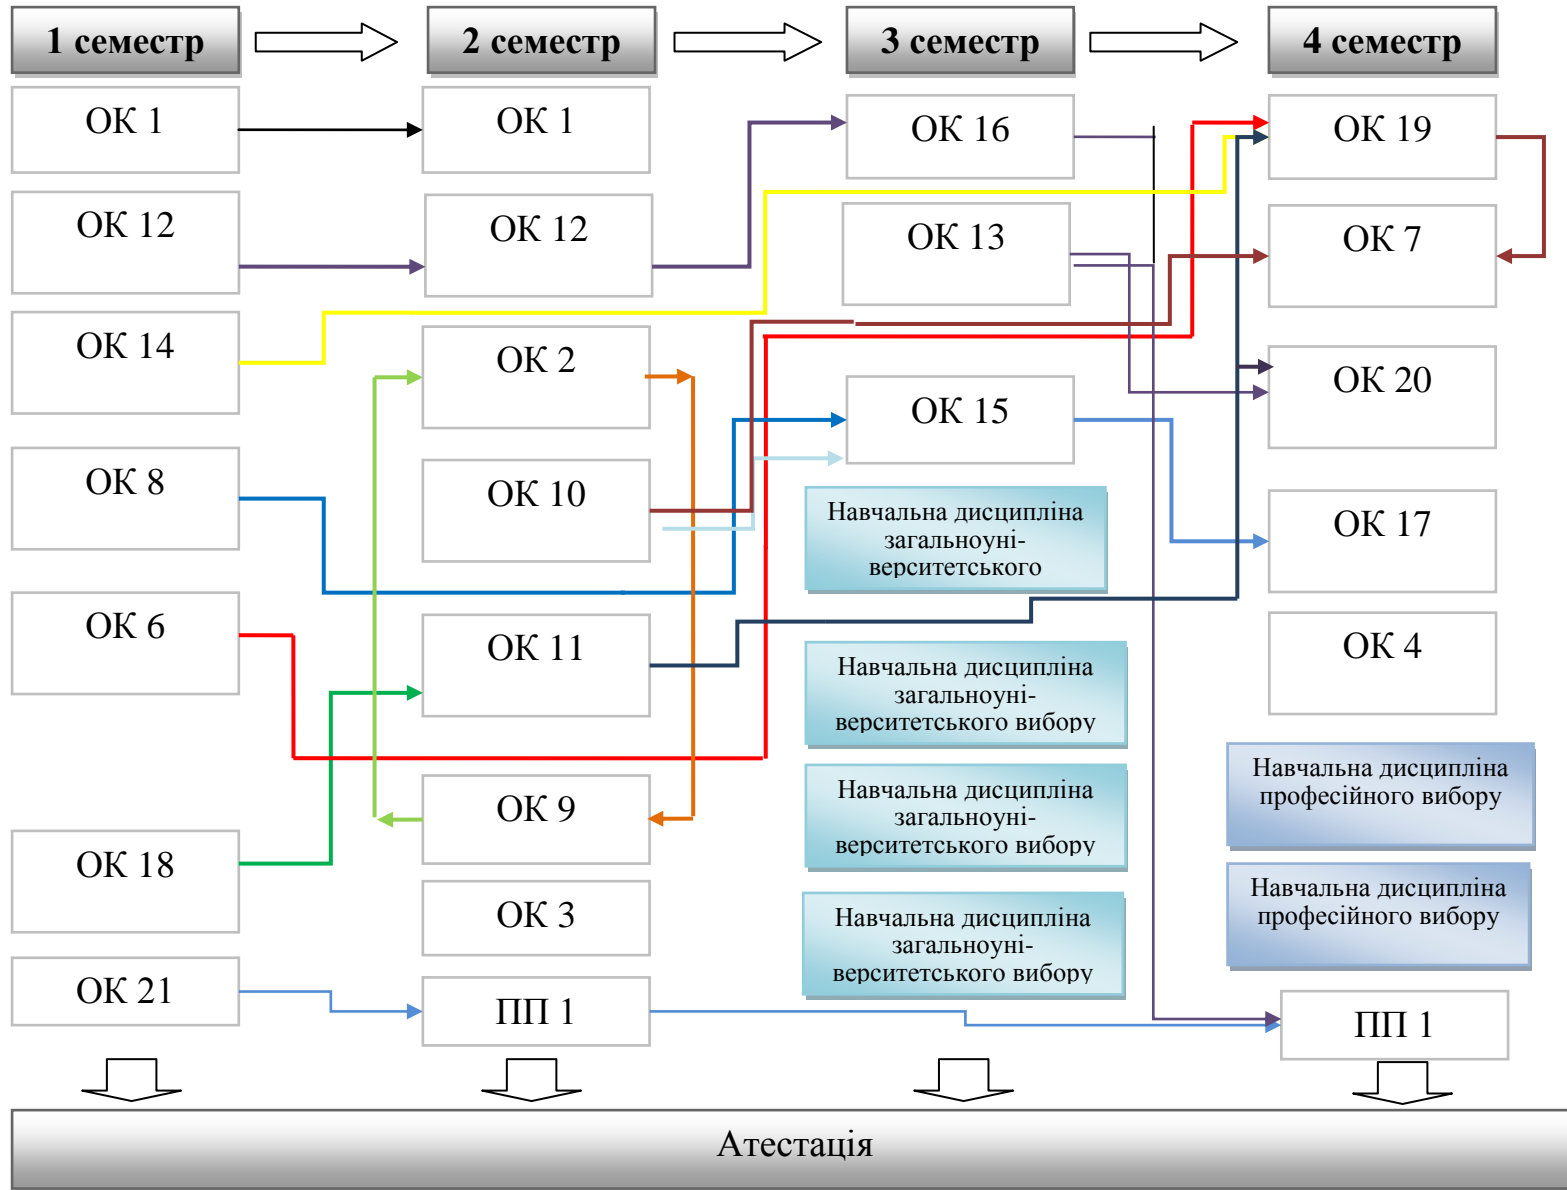 1 семестр
2 семестр
3 семестр
4 семестр
ОК 1
ОК 12
ОК 14
ОК 8
ОК 6
ОК 18
ОК 21
ОК 1
ОК 12
ОК 2
ОК 10
ОК 11
ОК 9
ОК 3
ПП 1
ОК 16
ОК 13
ОК 15
Навчальна дисципліна
загальноуні-
верситетського
Навчальна дисципліна
загальноуні-
верситетського вибору
Навчальна дисципліна
загальноуні-
верситетського вибору
Навчальна дисципліна
загальноуні-
верситетського вибору
ОК 19
ОК 7
ОК 20
ОК 17
ОК 4
Навчальна дисципліна
професійного вибору
Навчальна дисципліна
професійного вибору
ПП 1
Атестація